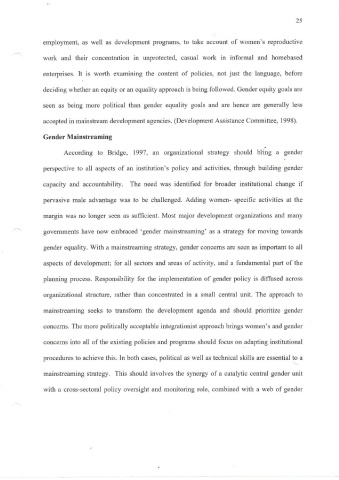 25
employment, as well as development programs, to take account of women's reproductive
work and their concentration in unprotected, casual work in informal and homebased
enterprises. It is worth examining the content of policies, not just the language, before
deciding whether an equity or an equality approach is being followed. Gender equity goals are
seen as being more political than gender equality goals and are hence are generally less
accepted in mainstream development agencies. (Development Assistance Committee, 1998).
Gender Mainstreaming
According to Bridge, 1997, an organizational strategy should bring a gender
perspective to all aspects of an institution's policy and activities, through building gender
capacity and accountability. The need was identified for broader institutional change if
pervasive male advantage was to be challenged. Adding women- specific activities at the
margin was no longer seen as sufficient. Most major development organizations and many
governments have now embraced 'gender mainstreaming' as a strategy for moving towards
gender equality. With a mainstreaming strategy, gender concerns are seen as important to all
aspects of development; for all sectors and areas of activity, and a fundamental part of the
planning process. Responsibility for the implementation of gender policy is diffused across
organizational structure, rather than concentrated in a small central unit. The approach to
mainstreaming seeks to transform the development agenda and should prioritize gender
concerns. The more politically acceptable integrationist approach brings women's and gender
concerns into all of the existing policies and programs should focus on adapting institutional
procedures to achieve this. In both cases, political as well as technical skills are essential to a
mainstreaming strategy. This should involves the synergy of a catalytic central gender unit
with a cross-sectoral policy oversight and monitoring role, combined with a web of gender